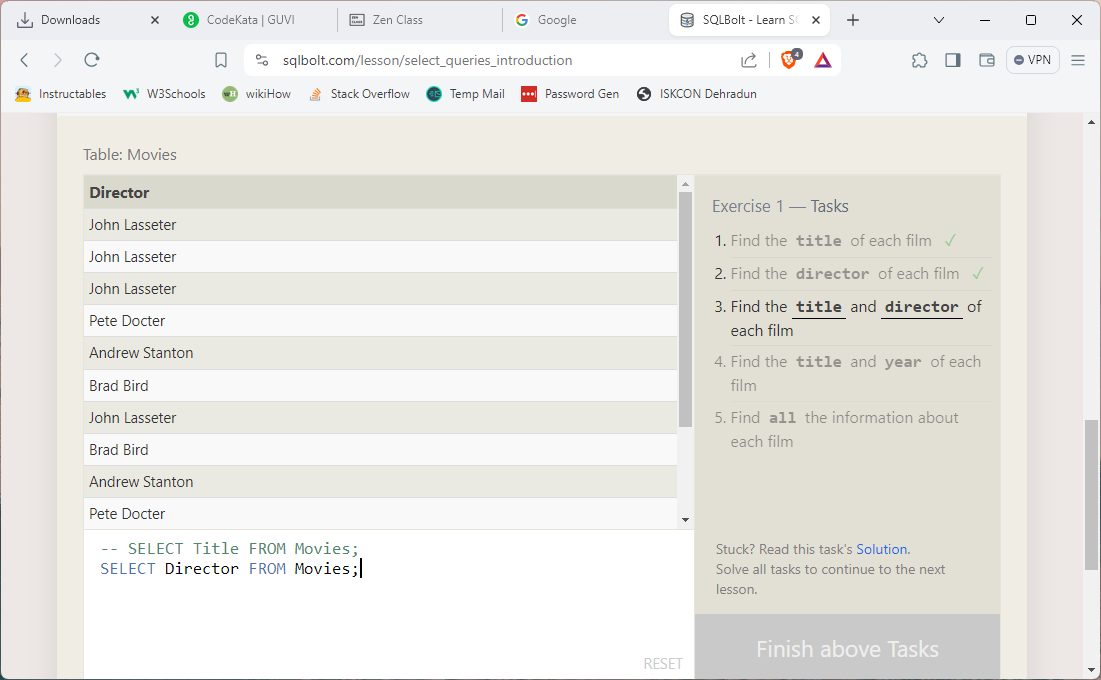 Downloads
CodeKata | GUVI
Zen Class
Google
SQLBolt - Learn S
sqlbolt.com/lesson/select_queries_introduction
4
VPN
Instructables
W3Schools
wikiHow
Stack Overflow
Temp Mail
Password Gen
ISKCON Dehradun
Table: Movies
Director
John Lasseter
John Lasseter
John Lasseter
Pete Docter
Andrew Stanton
Brad Bird
John Lasseter
Brad Bird
Andrew Stanton
Pete Docter
-- SELECT Title FROM Movies;
SELECT Director FROM Movies;
RESET
Exercise 1 — Tasks
1. Find the title of each film ✓
2. Find the director of each film ✓
3. Find the title and director of
each film
4. Find the title and year of each
film
5. Find all the information about
each film
Stuck? Read this task's Solution.
Solve all tasks to continue to the next
lesson.
Finish above Tasks